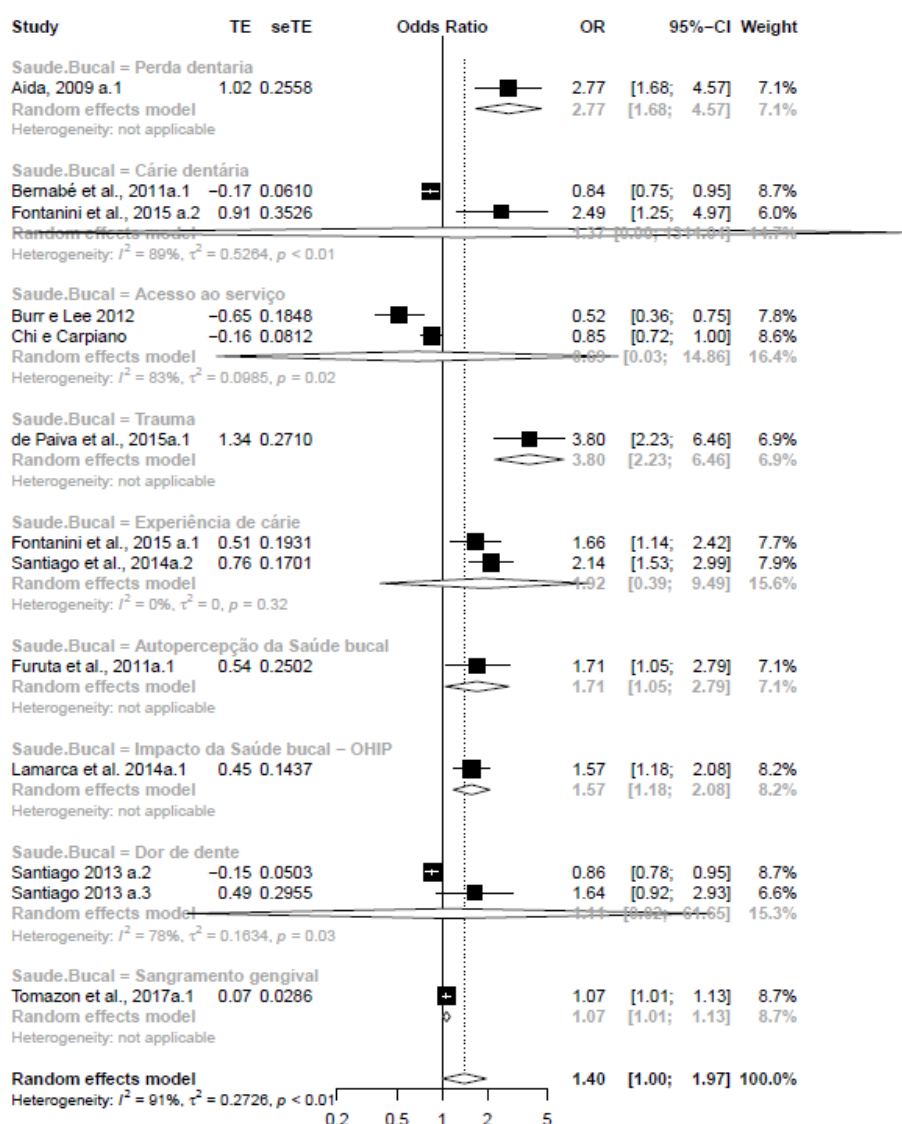 Study TE seTE Odds Ratio OR 95%−CI Weight
Saude.Bucal = Perda dentaria
Aida, 2009 a.1 1.02 0.2558 2.77 [1.68; 4.57] 7.1%
Random effects model 2.77 [1.68; 4.57] 7.1%
Heterogeneity: not applicable
Saude.Bucal = Cárie dentária
Bernabé et al., 2011a.1 −0.17 0.0610 0.84 [0.75; 0.95] 8.7%
Fontanini et al., 2015 a.2 0.91 0.3526 2.49 [1.25; 4.97] 6.0%
Random effects model 14.7%
Heterogeneity: I² = 89%, τ² = 0.5264, p < 0.01
Saude.Bucal = Acesso ao serviço
Burr e Lee 2012 −0.65 0.1848 0.52 [0.36; 0.75] 7.8%
Chi e Carpiano −0.16 0.0812 0.85 [0.72; 1.00] 8.6%
Random effects model 0.69 [0.03; 14.86] 16.4%
Heterogeneity: I² = 83%, τ² = 0.0985, p = 0.02
Saude.Bucal = Trauma
de Paiva et al., 2015a.1 1.34 0.2710 3.80 [2.23; 6.46] 6.9%
Random effects model 3.80 [2.23; 6.46] 6.9%
Heterogeneity: not applicable
Saude.Bucal = Experiência de cárie
Fontanini et al., 2015 a.1 0.51 0.1931 1.66 [1.14; 2.42] 7.7%
Santiago et al., 2014a.2 0.76 0.1701 2.14 [1.53; 2.99] 7.9%
Random effects model 1.92 [0.39; 9.49] 15.6%
Heterogeneity: I² = 0%, τ² = 0, p = 0.32
Saude.Bucal = Autopercepção da Saúde bucal
Furuta et al., 2011a.1 0.54 0.2502 1.71 [1.05; 2.79] 7.1%
Random effects model 1.71 [1.05; 2.79] 7.1%
Heterogeneity: not applicable
Saude.Bucal = Impacto da Saúde bucal − OHIP
Lamarca et al. 2014a.1 0.45 0.1437 1.57 [1.18; 2.08] 8.2%
Random effects model 1.57 [1.18; 2.08] 8.2%
Heterogeneity: not applicable
Saude.Bucal = Dor de dente
Santiago 2013 a.2 −0.15 0.0503 0.86 [0.78; 0.95] 8.7%
Santiago 2013 a.3 0.49 0.2955 1.64 [0.92; 2.93] 6.6%
Random effects model 1.11 [0.02; 61.65] 15.3%
Heterogeneity: I² = 78%, τ² = 0.1634, p = 0.03
Saude.Bucal = Sangramento gengival
Tomazon et al., 2017a.1 0.07 0.0286 1.07 [1.01; 1.13] 8.7%
Random effects model 1.07 [1.01; 1.13] 8.7%
Heterogeneity: not applicable
Random effects model 1.40 [1.00; 1.97] 100.0%
Heterogeneity: I² = 91%, τ² = 0.2726, p < 0.01
0.2 0.5 1 2 5